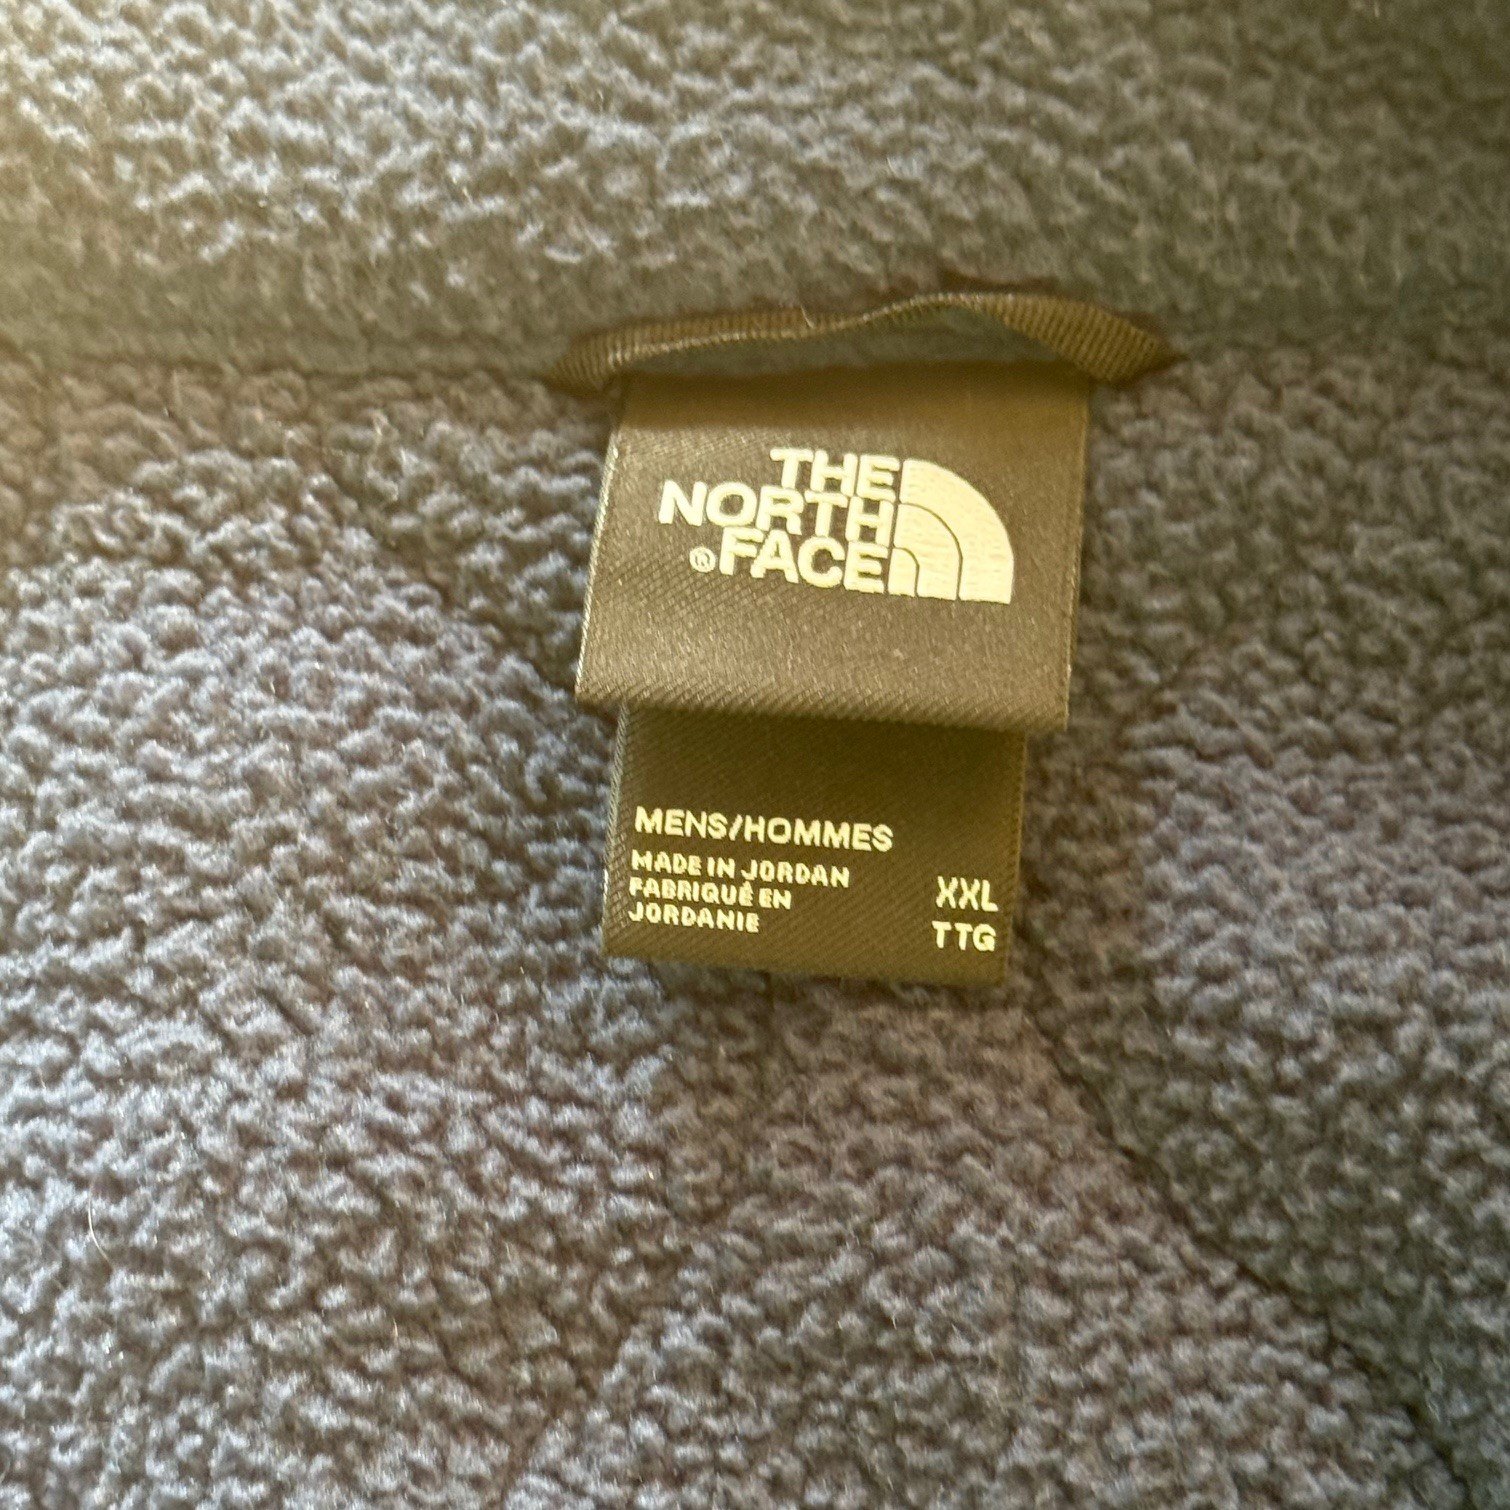 THE
NORTH
®FACE
MENS/HOMMES
MADE IN JORDAN
FABRIQUÉ EN
JORDANIE
XXL
TTG